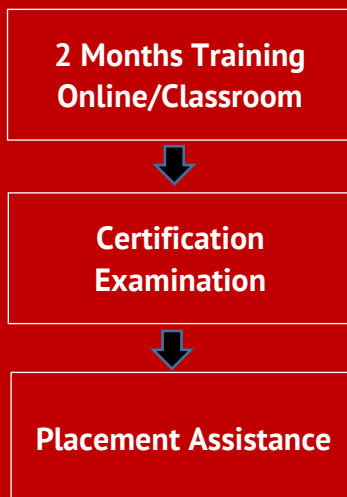 2 Months Training
Online/Classroom
Certification
Examination
Placement Assistance